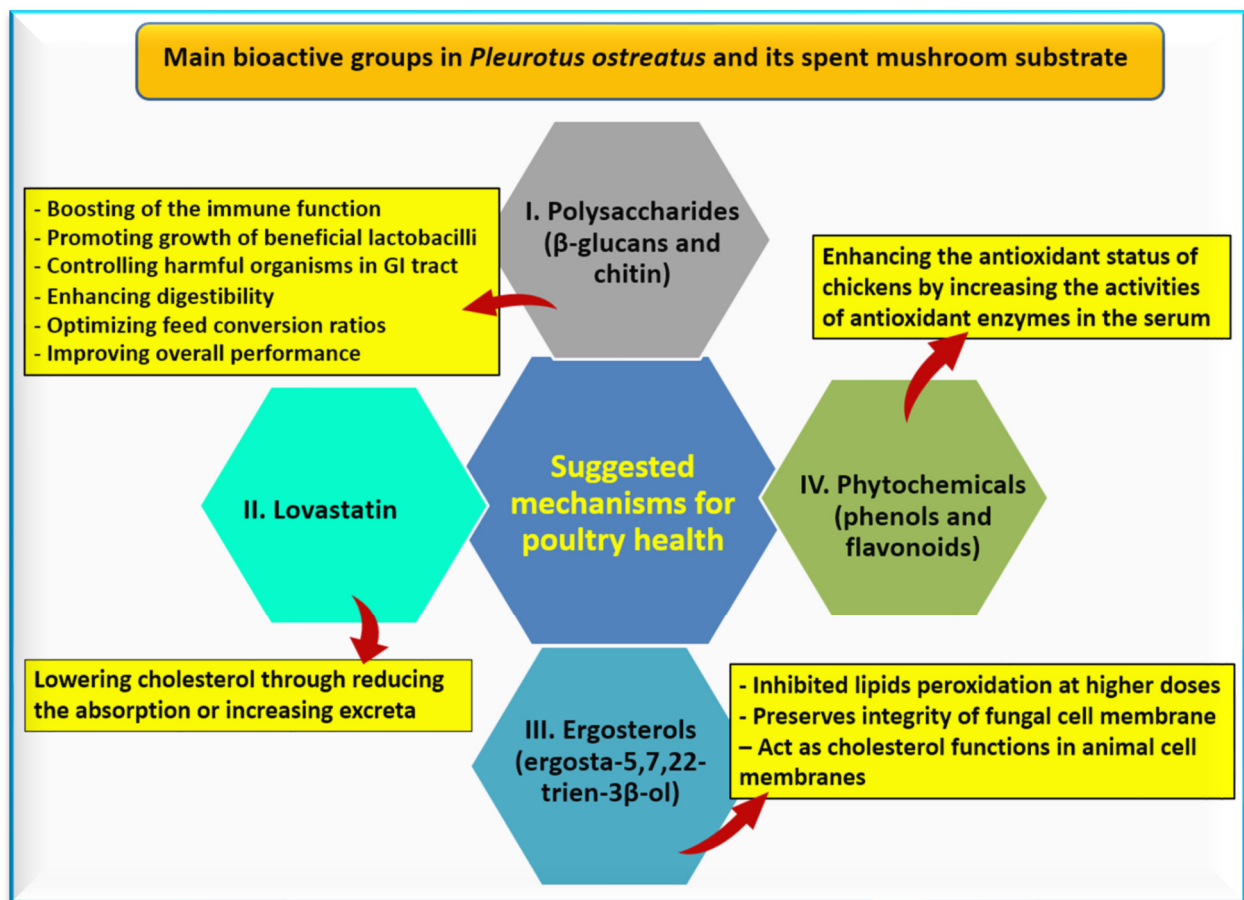 Main bioactive groups in Pleurotus ostreatus and its spent mushroom substrate
I. Polysaccharides
(β-glucans and
chitin)
- Boosting of the immune function
- Promoting growth of beneficial lactobacilli
- Controlling harmful organisms in GI tract
- Enhancing digestibility
- Optimizing feed conversion ratios
- Improving overall performance
Enhancing the antioxidant status of
chickens by increasing the activities
of antioxidant enzymes in the serum
II. Lovastatin
Suggested
mechanisms for
poultry health
IV. Phytochemicals
(phenols and
flavonoids)
Lowering cholesterol through reducing
the absorption or increasing excreta
III. Ergosterols
(ergosta-5,7,22-
trien-3β-ol)
- Inhibited lipids peroxidation at higher doses
- Preserves integrity of fungal cell membrane
– Act as cholesterol functions in animal cell
membranes